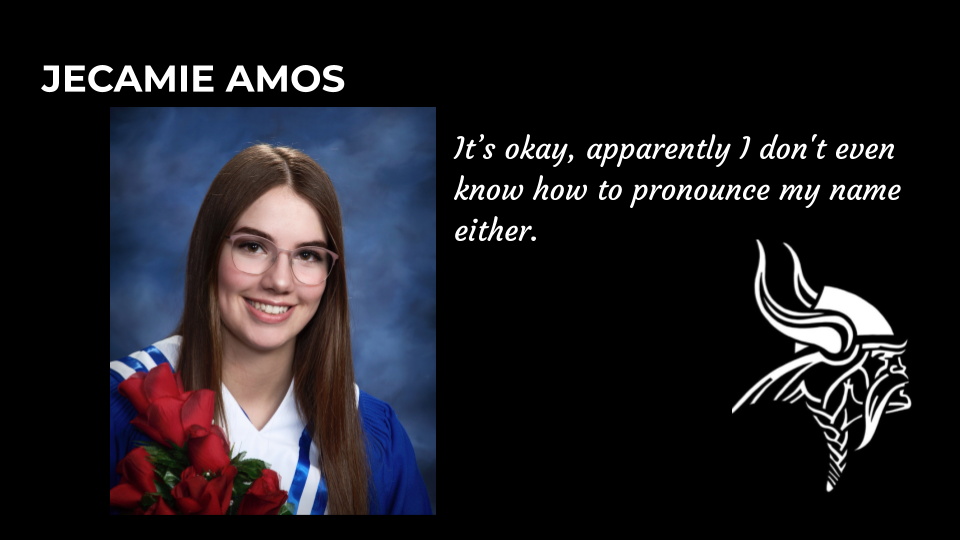 JECAMIE AMOS
It’s okay, apparently I don't even
know how to pronounce my name
either.